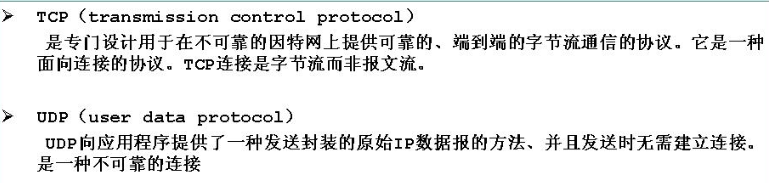 ➢ TCP（transmission control protocol）
是专门设计用于在不可靠的因特网上提供可靠的、端到端的字节流通信的协议。它是一种
面向连接的协议。TCP连接是字节流而非报文流。
➢ UDP（user data protocol）
UDP向应用程序提供了一种发送封装的原始IP数据报的方法、并且发送时无需建立连接。
是一种不可靠的连接